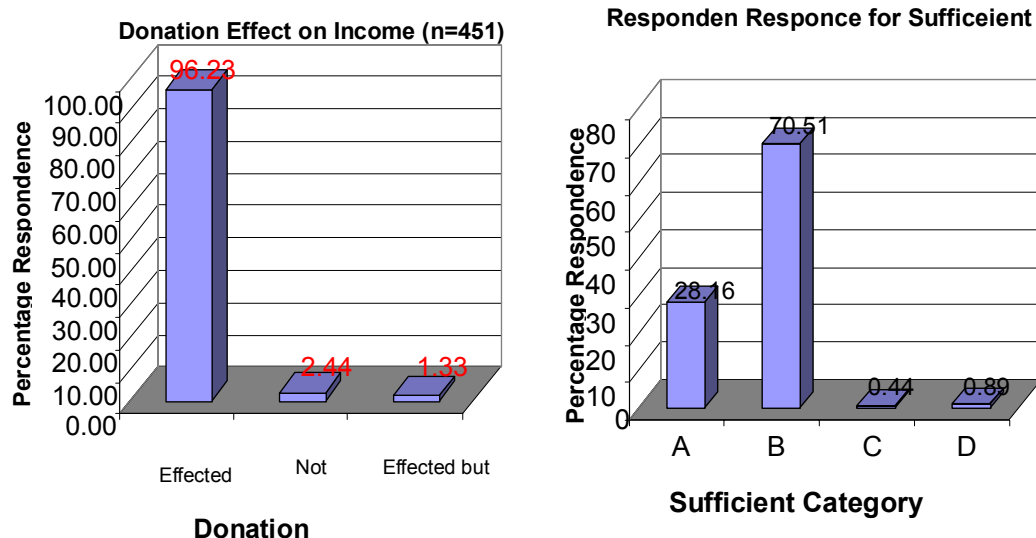 Donation Effect on Income (n=451)
Percentage Respondence
100.00
90.00
80.00
70.00
60.00
50.00
40.00
30.00
20.00
10.00
0.00
96.23
2.44
1.33
Effected
Not
Effected but
Donation
Responden Responce for Sufficeient
Percentage Respondence
80
70
60
50
40
30
20
10
0
28.16
70.51
0.44
0.89
A
B
C
D
Sufficient Category